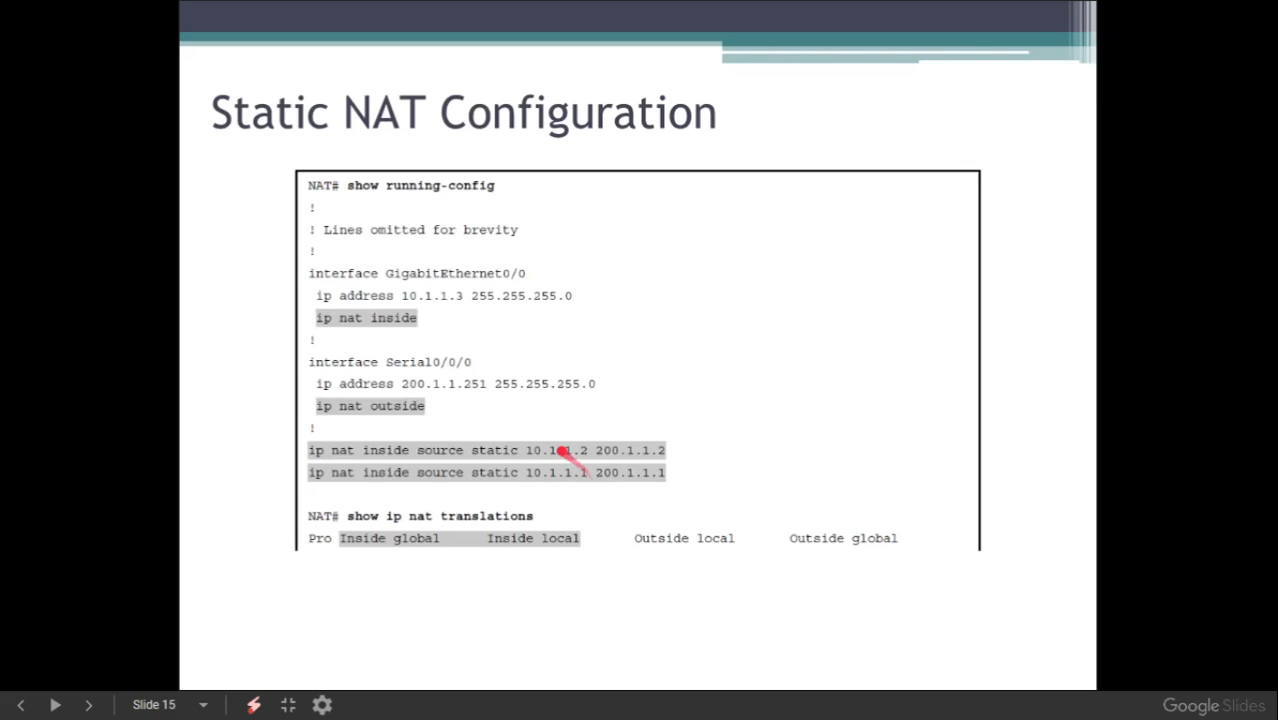 Static NAT Configuration
NAT# show running-config
!
! Lines omitted for brevity
!
interface GigabitEthernet0/0
ip address 10.1.1.3 255.255.255.0
ip nat inside
!
interface Serial0/0/0
ip address 200.1.1.251 255.255.255.0
ip nat outside
!
ip nat inside source static 10.1.1.2 200.1.1.2
ip nat inside source static 10.1.1.1 200.1.1.1
NAT# show ip nat translations
Pro Inside global Inside local Outside local Outside global
Slide 15
Google Slides